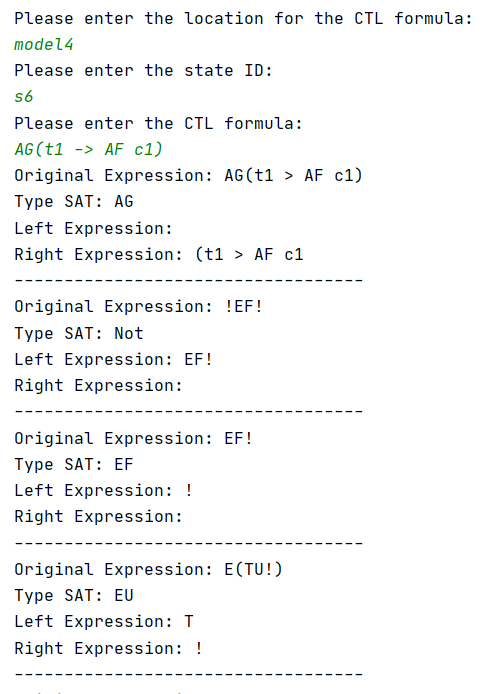 Please enter the location for the CTL formula:
model4
Please enter the state ID:
s6
Please enter the CTL formula:
AG(t1 -> AF c1)
Original Expression: AG(t1 > AF c1)
Type SAT: AG
Left Expression:
Right Expression: (t1 > AF c1
-----------------------------------
Original Expression: !EF!
Type SAT: Not
Left Expression: EF!
Right Expression:
-----------------------------------
Original Expression: EF!
Type SAT: EF
Left Expression: !
Right Expression:
-----------------------------------
Original Expression: E(TU!)
Type SAT: EU
Left Expression: T
Right Expression: !
-----------------------------------